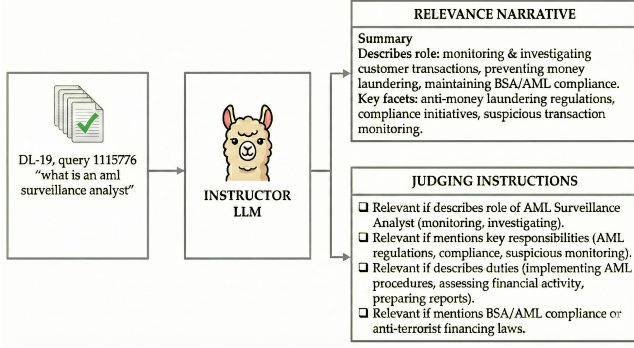 DL-19, query 1115776
“what is an aml
surveillance analyst”
INSTRUCTOR
LLM
RELEVANCE NARRATIVE
Summary
Describes role: monitoring & investigating
customer transactions, preventing money
laundering, maintaining BSA/AML compliance.
Key facets: anti-money laundering regulations,
compliance initiatives, suspicious transaction
monitoring.
JUDGING INSTRUCTIONS
Relevant if describes role of AML Surveillance
Analyst (monitoring, investigating).
Relevant if mentions key responsibilities (AML
regulations, compliance, suspicious monitoring).
Relevant if describes duties (implementing AML
procedures, assessing financial activity,
preparing reports).
Relevant if mentions BSA/AML compliance or
anti-terrorist financing laws.